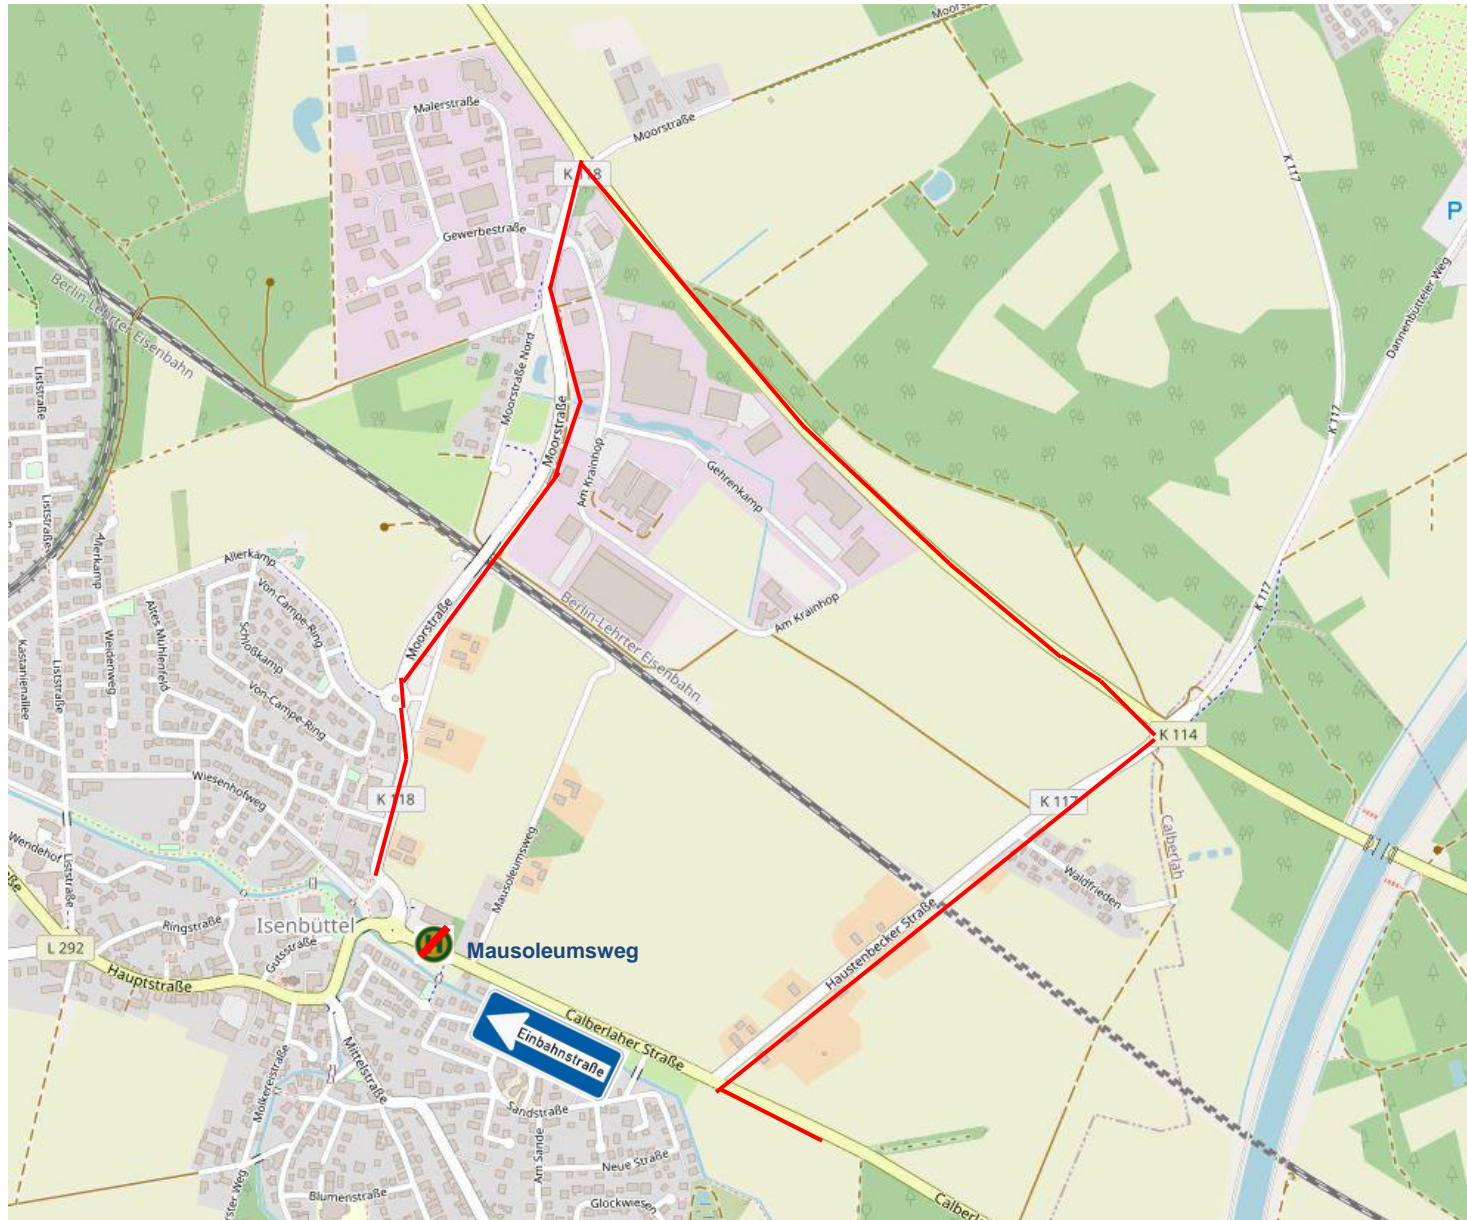 Moorstraße
K 118
Malerstraße
Gewerbestraße
K 117
P
Dannenbütteler Weg
Berlin-Lehrter Eisenbahn
Liststraße
Moorstraße Nord
Moorstraße
Am Krainhop
Gehrenkamp
K 117
Liststraße
Allerkamp
Allerkamp
Von-Campe-Ring
Altes Mühlenfeld
Schloßkamp
Weidenweg
Kastanienallee
Liststraße
Von-Campe-Ring
Moorstraße
Berlin-Lehrter Eisenbahn
Am Krainhop
K 117
K 114
K 117
Wiesenhofweg
K 118
Wendehof
Liststraße
Mausoleumsweg
Calberlah
Waldfrieden
Haustenbecker Straße
Ringstraße
Isenbüttel
Gutsstraße
L 292
Hauptstraße
H
Mausoleumsweg
Einbahnstraße
Calberlaher Straße
Mittelstraße
Molkereistraße
Sandstraße
Am Sande
Neue Straße
Blumenstraße
Glockwiesen